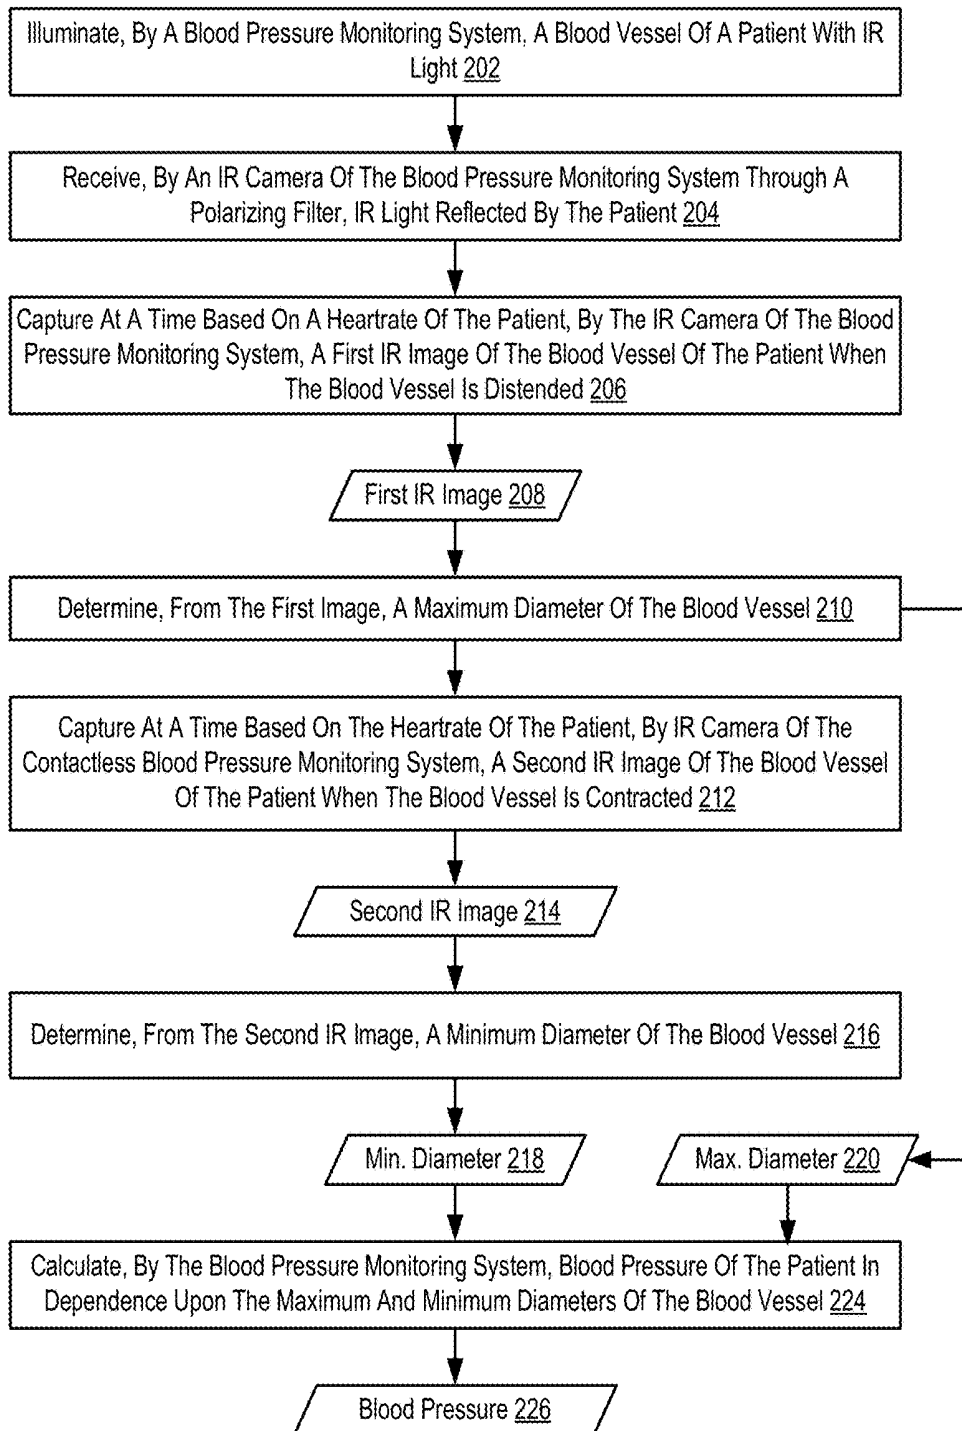 Illuminate, By A Blood Pressure Monitoring System, A Blood Vessel Of A Patient With IR
Light 202
Receive, By An IR Camera Of The Blood Pressure Monitoring System Through A
Polarizing Filter, IR Light Reflected By The Patient 204
Capture At A Time Based On A Heartrate Of The Patient, By The IR Camera Of The Blood
Pressure Monitoring System, A First IR Image Of The Blood Vessel Of The Patient When
The Blood Vessel Is Distended 206
First IR Image 208
Determine, From The First Image, A Maximum Diameter Of The Blood Vessel 210
Capture At A Time Based On The Heartrate Of The Patient, By IR Camera Of The
Contactless Blood Pressure Monitoring System, A Second IR Image Of The Blood Vessel
Of The Patient When The Blood Vessel Is Contracted 212
Second IR Image 214
Determine, From The Second IR Image, A Minimum Diameter Of The Blood Vessel 216
Min. Diameter 218
Max. Diameter 220
Calculate, By The Blood Pressure Monitoring System, Blood Pressure Of The Patient In
Dependence Upon The Maximum And Minimum Diameters Of The Blood Vessel 224
Blood Pressure 226